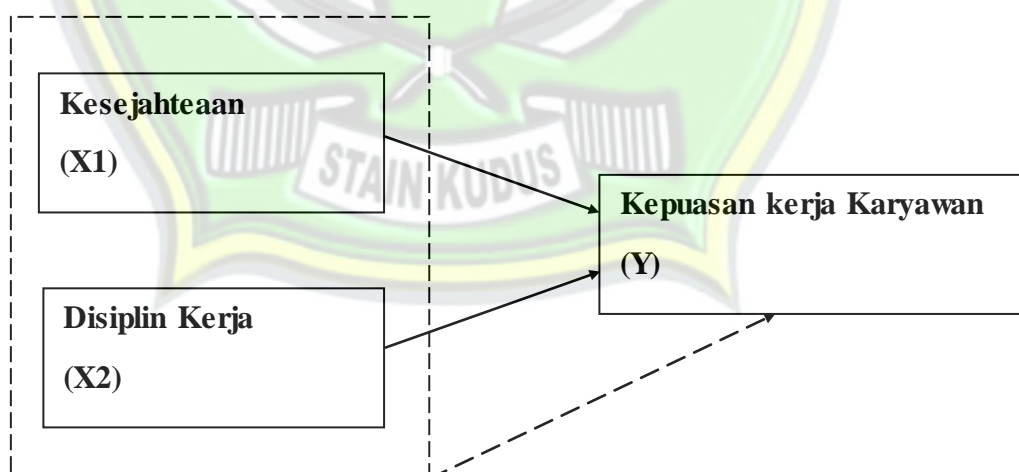 Kesejahteaan
(X1)
STAIN KUDUS
Kepuasan kerja Karyawan
(Y)
Disiplin Kerja
(X2)